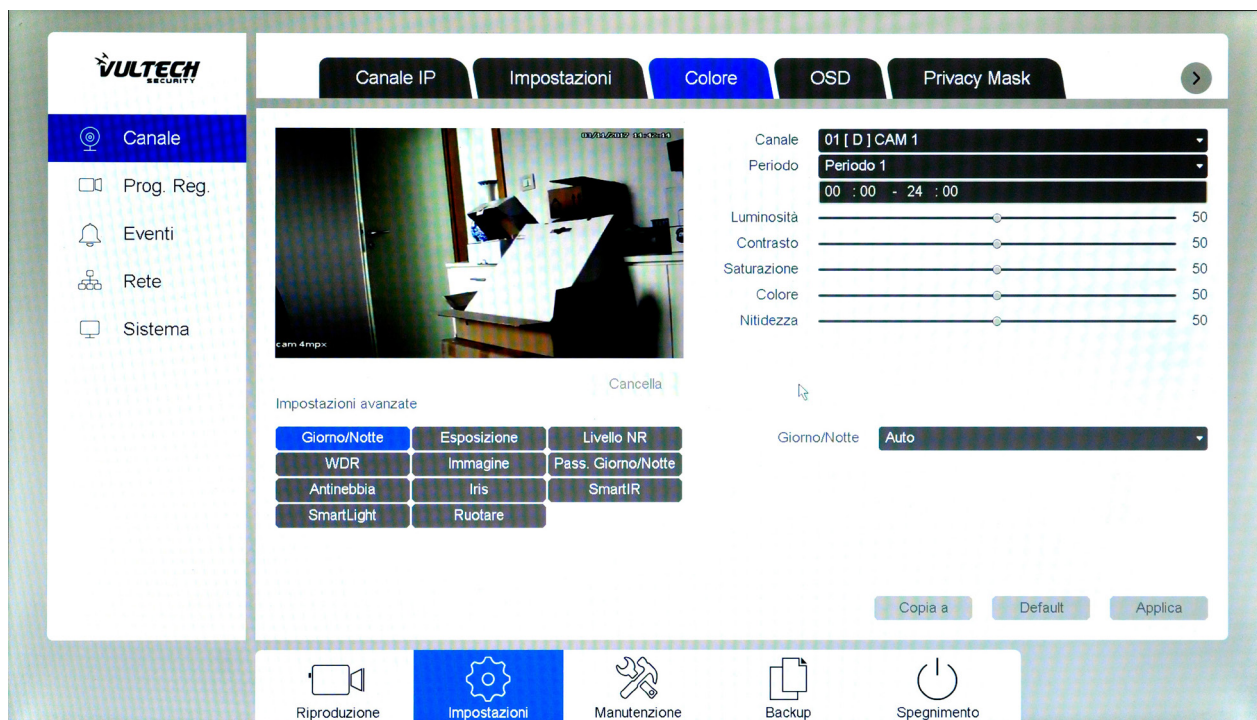 VULTECH
SECURITY
Canale IP
Impostazioni
Colore
OSD
Privacy Mask
Canale
Prog. Reg.
Eventi
Rete
Sistema
cam 4mpx
Canale 01 [ D ] CAM 1
Periodo Periodo 1
00 : 00 - 24 : 00
Luminosità 50
Contrasto 50
Saturazione 50
Colore 50
Nitidezza 50
Cancella
Impostazioni avanzate
Giorno/Notte Esposizione Livello NR
WDR Immagine Pass. Giorno/Notte
Antinebbia Iris SmartIR
SmartLight Ruotare
Giorno/Notte Auto
Copia a Default Applica
Riproduzione Impostazioni Manutenzione Backup Spegnimento